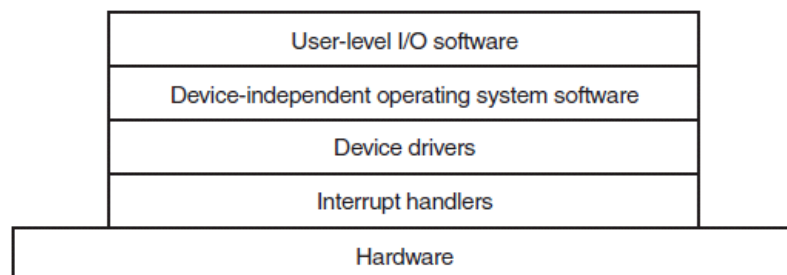 User-level I/O software
Device-independent operating system software
Device drivers
Interrupt handlers
Hardware